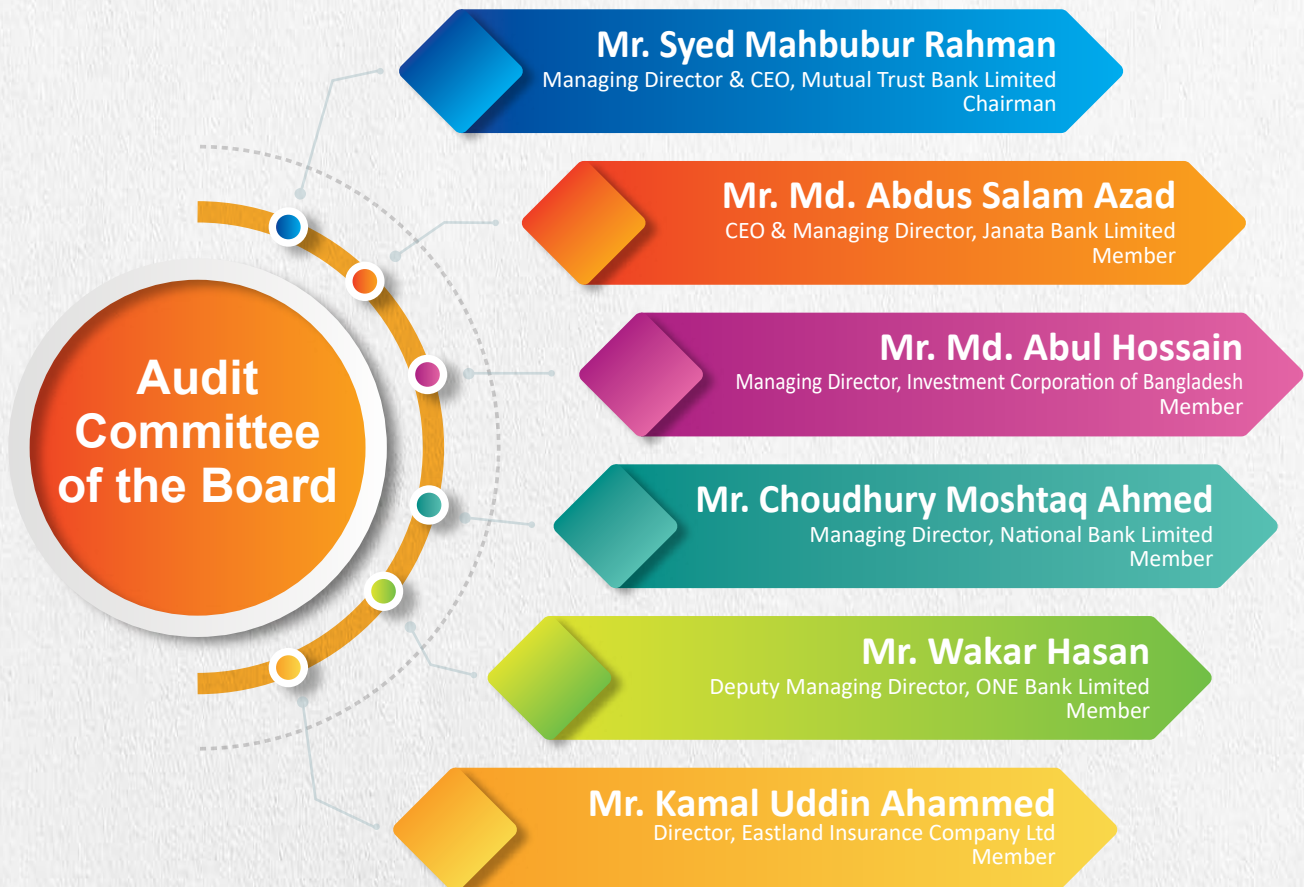 Mr. Syed Mahbubur Rahman
Managing Director & CEO, Mutual Trust Bank Limited
Chairman
Mr. Md. Abdus Salam Azad
CEO & Managing Director, Janata Bank Limited
Member
Audit
Committee
of the Board
Mr. Md. Abul Hossain
Managing Director, Investment Corporation of Bangladesh
Member
Mr. Choudhury Moshtaq Ahmed
Managing Director, National Bank Limited
Member
Mr. Wakar Hasan
Deputy Managing Director, ONE Bank Limited
Member
Mr. Kamal Uddin Ahammed
Director, Eastland Insurance Company Ltd
Member